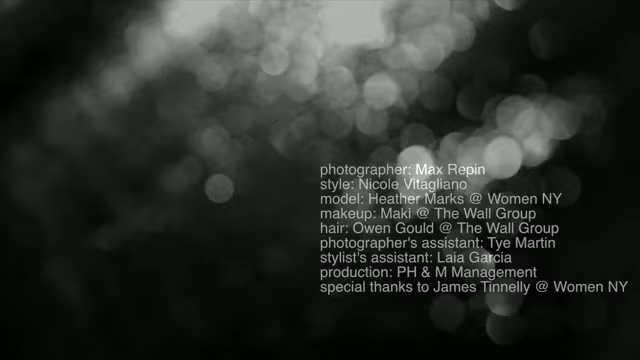 photographer: Max Repin
style: Nicole Vitagliano
model: Heather Marks @ Women NY
makeup: Maki @ The Wall Group
hair: Owen Gould @ The Wall Group
photographer's assistant: Tye Martin
stylist's assistant: Laia Garcia
production: PH & M Management
special thanks to James Tinnelly @ Women NY